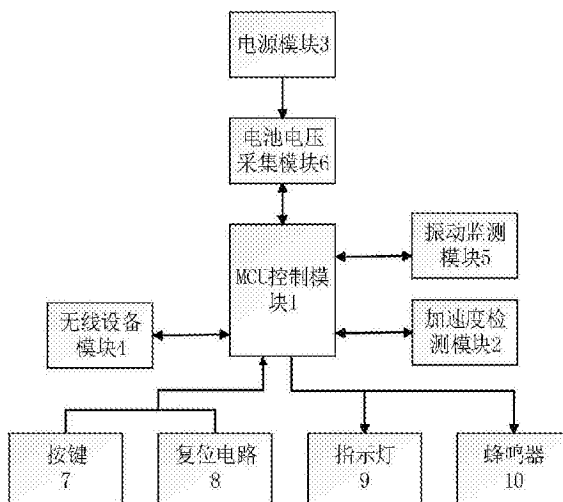 电源模块3
电池电压
采集模块6
MCU控制模
块1
振动监测
模块5
加速度检
测模块2
无线设备
模块4
按键
7
复位电路
8
指示灯
9
蜂鸣器
10